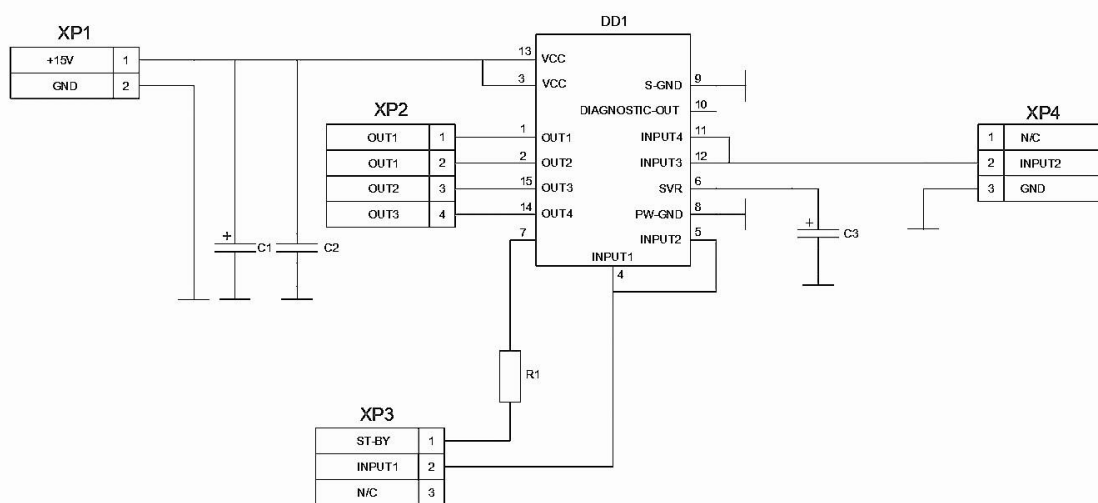 XP1
+15V 1
GND 2
XP2
OUT1 1
OUT1 2
OUT2 3
OUT3 4
DD1
13 VCC
3 VCC
1 OUT1
2 OUT2
15 OUT3
14 OUT4
7
S-GND 9
DIAGNOSTIC-OUT 10
INPUT4 11
INPUT3 12
SVR 6
PW-GND 8
INPUT2 5
INPUT1
4
XP4
1 N/C
2 INPUT2
3 GND
+ C1
C2
+ C3
R1
XP3
ST-BY 1
INPUT1 2
N/C 3